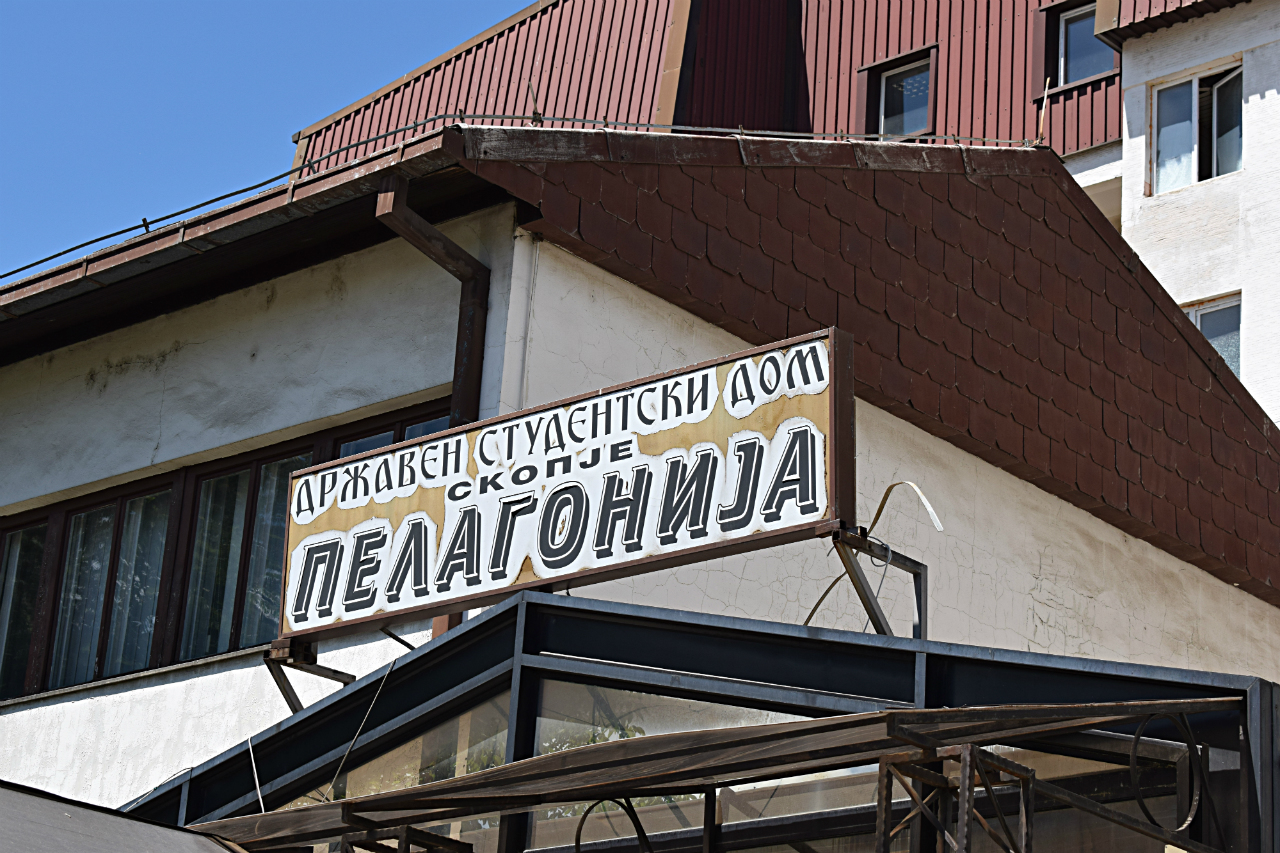 ДРЖАВЕН СТУДЕНТСКИ ДОМ
СКОПЈЕ
ПЕЛАГОНИЈА